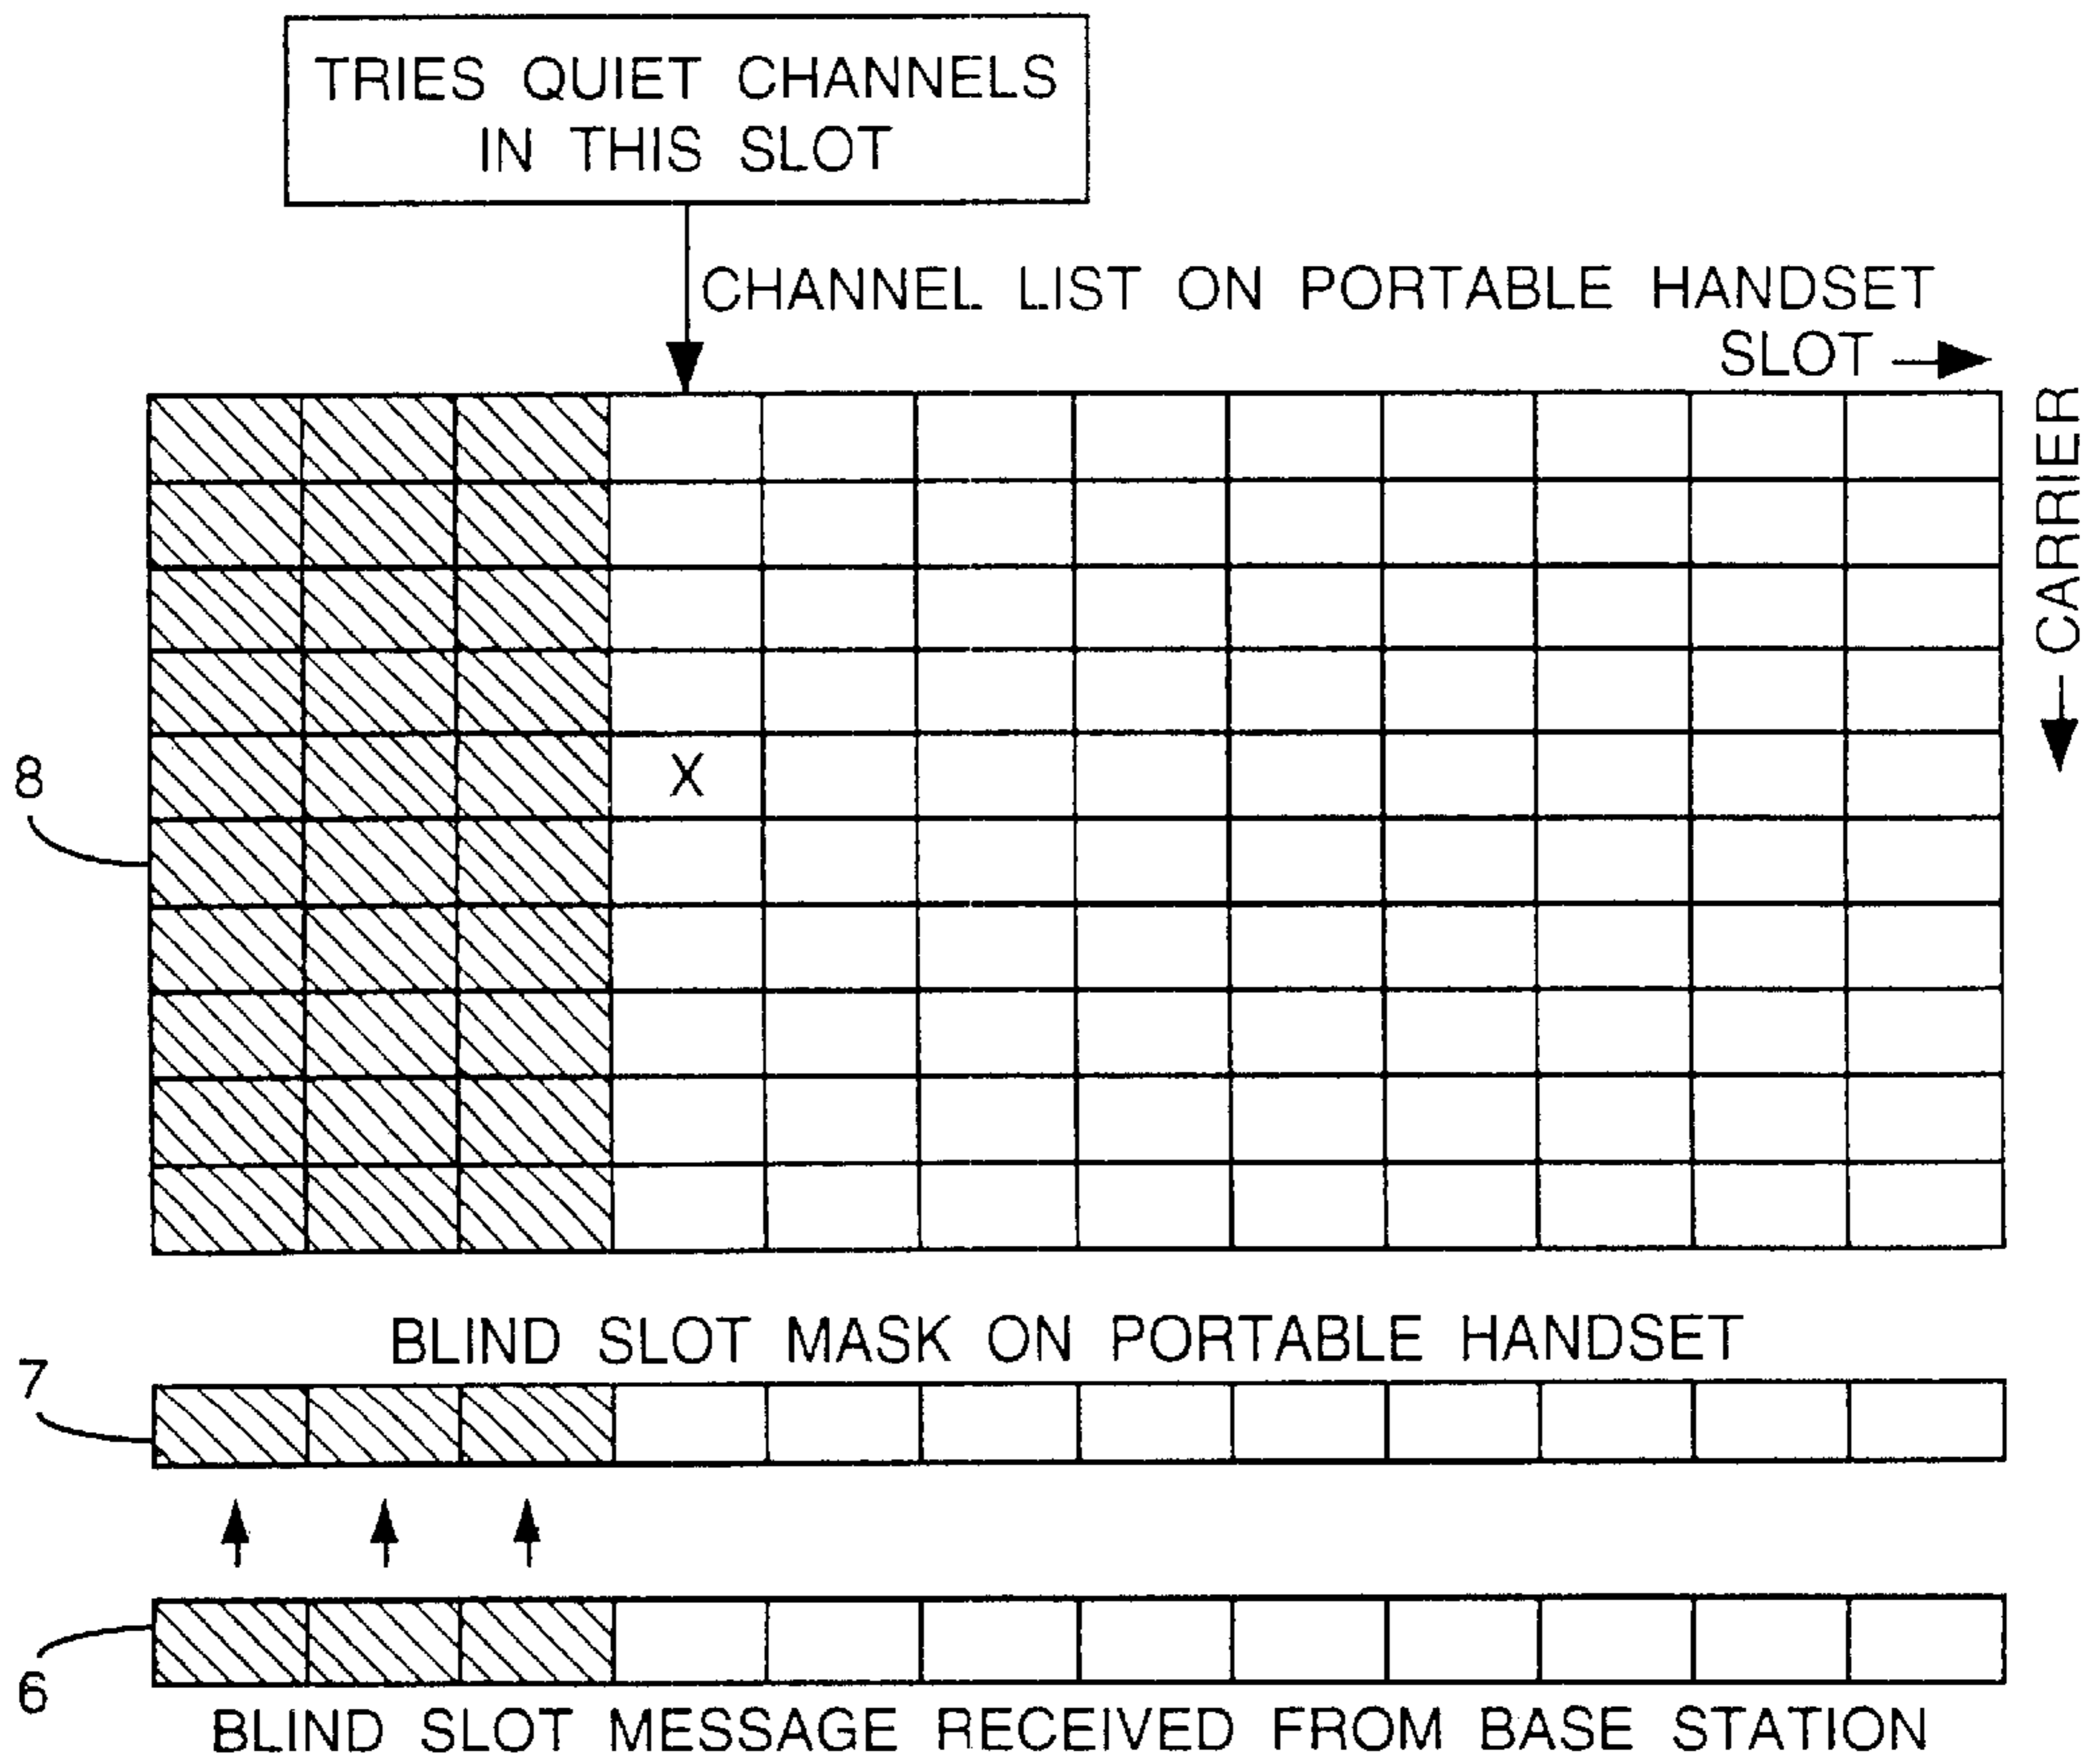 TRIES QUIET CHANNELS
IN THIS SLOT
CHANNEL LIST ON PORTABLE HANDSET
SLOT
CARRIER
X
8
BLIND SLOT MASK ON PORTABLE HANDSET
7
6
BLIND SLOT MESSAGE RECEIVED FROM BASE STATION